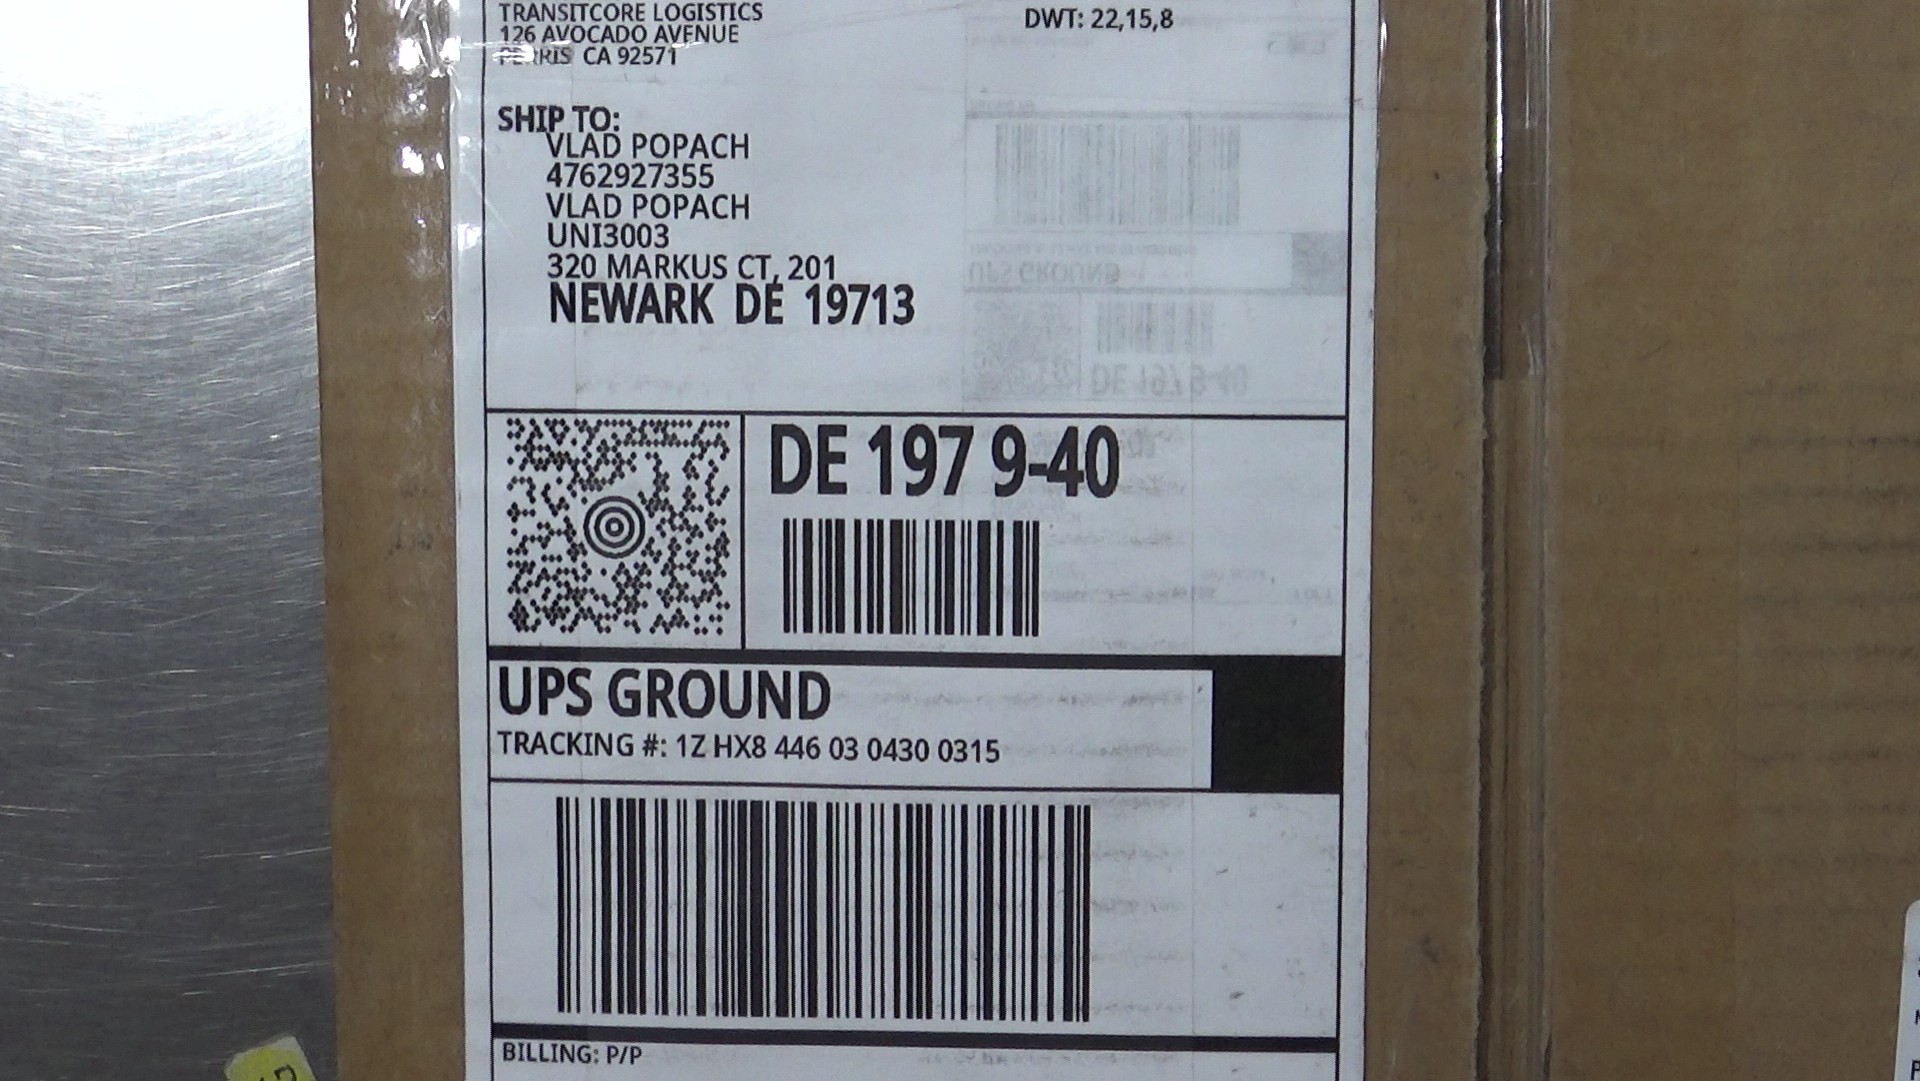 TRANSITCORE LOGISTICS
126 AVOCADO AVENUE
PERRIS CA 92571
DWT: 22,15,8
SHIP TO:
VLAD POPACH
4762927355
VLAD POPACH
UNI3003
320 MARKUS CT, 201
NEWARK DE 19713
DE 197 9-40
UPS GROUND
TRACKING #: 1Z HX8 446 03 0430 0315
BILLING: P/P